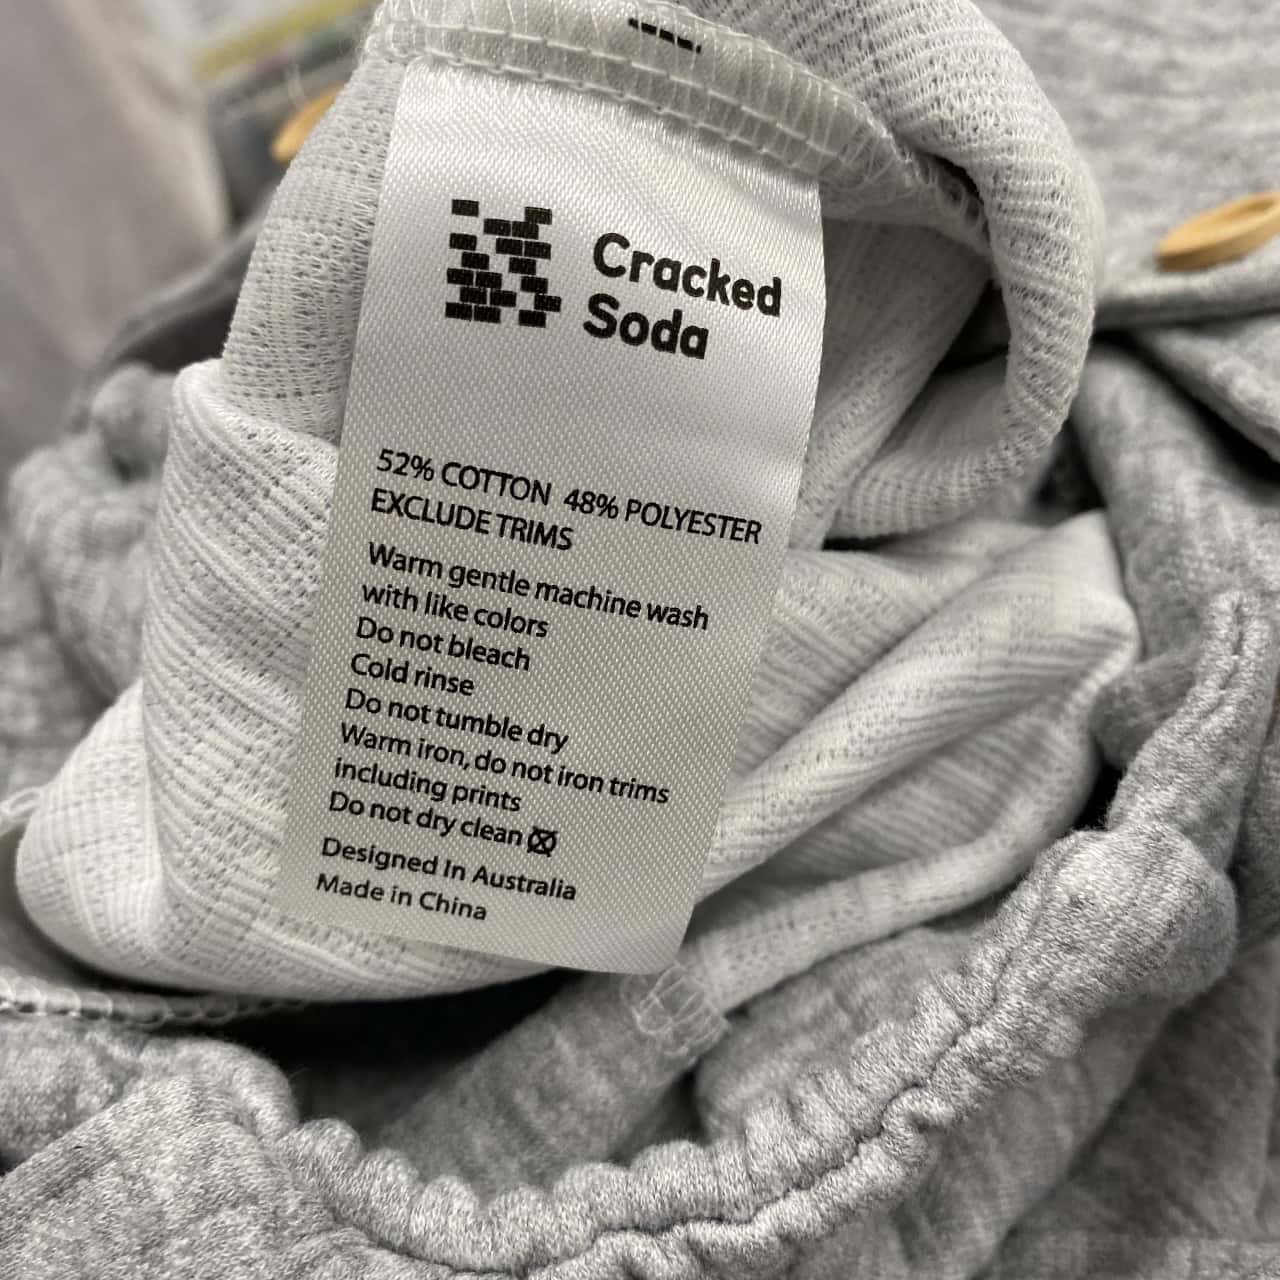 Cracked
Soda
52% COTTON 48% POLYESTER
EXCLUDE TRIMS
Warm gentle machine wash
with like colors
Do not bleach
Cold rinse
Do not tumble dry
Warm iron, do not iron trims
including prints
Do not dry clean
Designed In Australia
Made in China